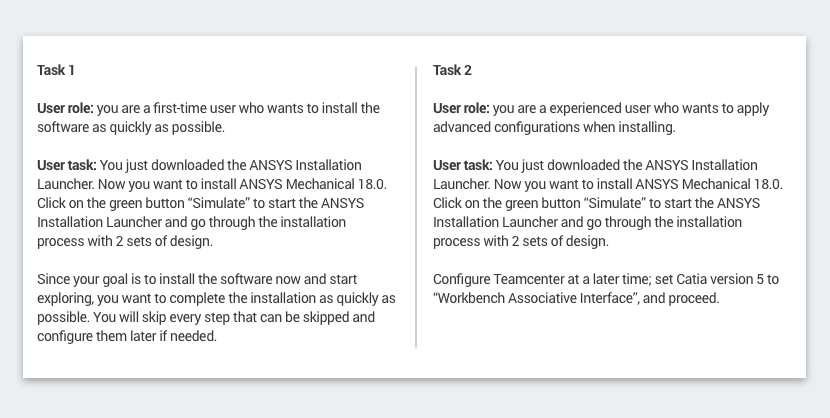 Task 1
User role: you are a first-time user who wants to install the
software as quickly as possible.
User task: You just downloaded the ANSYS Installation
Launcher. Now you want to install ANSYS Mechanical 18.0.
Click on the green button “Simulate” to start the ANSYS
Installation Launcher and go through the installation
process with 2 sets of design.
Since your goal is to install the software now and start
exploring, you want to complete the installation as quickly as
possible. You will skip every step that can be skipped and
configure them later if needed.
Task 2
User role: you are a experienced user who wants to apply
advanced configurations when installing.
User task: You just downloaded the ANSYS Installation
Launcher. Now you want to install ANSYS Mechanical 18.0.
Click on the green button “Simulate” to start the ANSYS
Installation Launcher and go through the installation
process with 2 sets of design.
Configure Teamcenter at a later time; set Catia version 5 to
“Workbench Associative Interface”, and proceed.